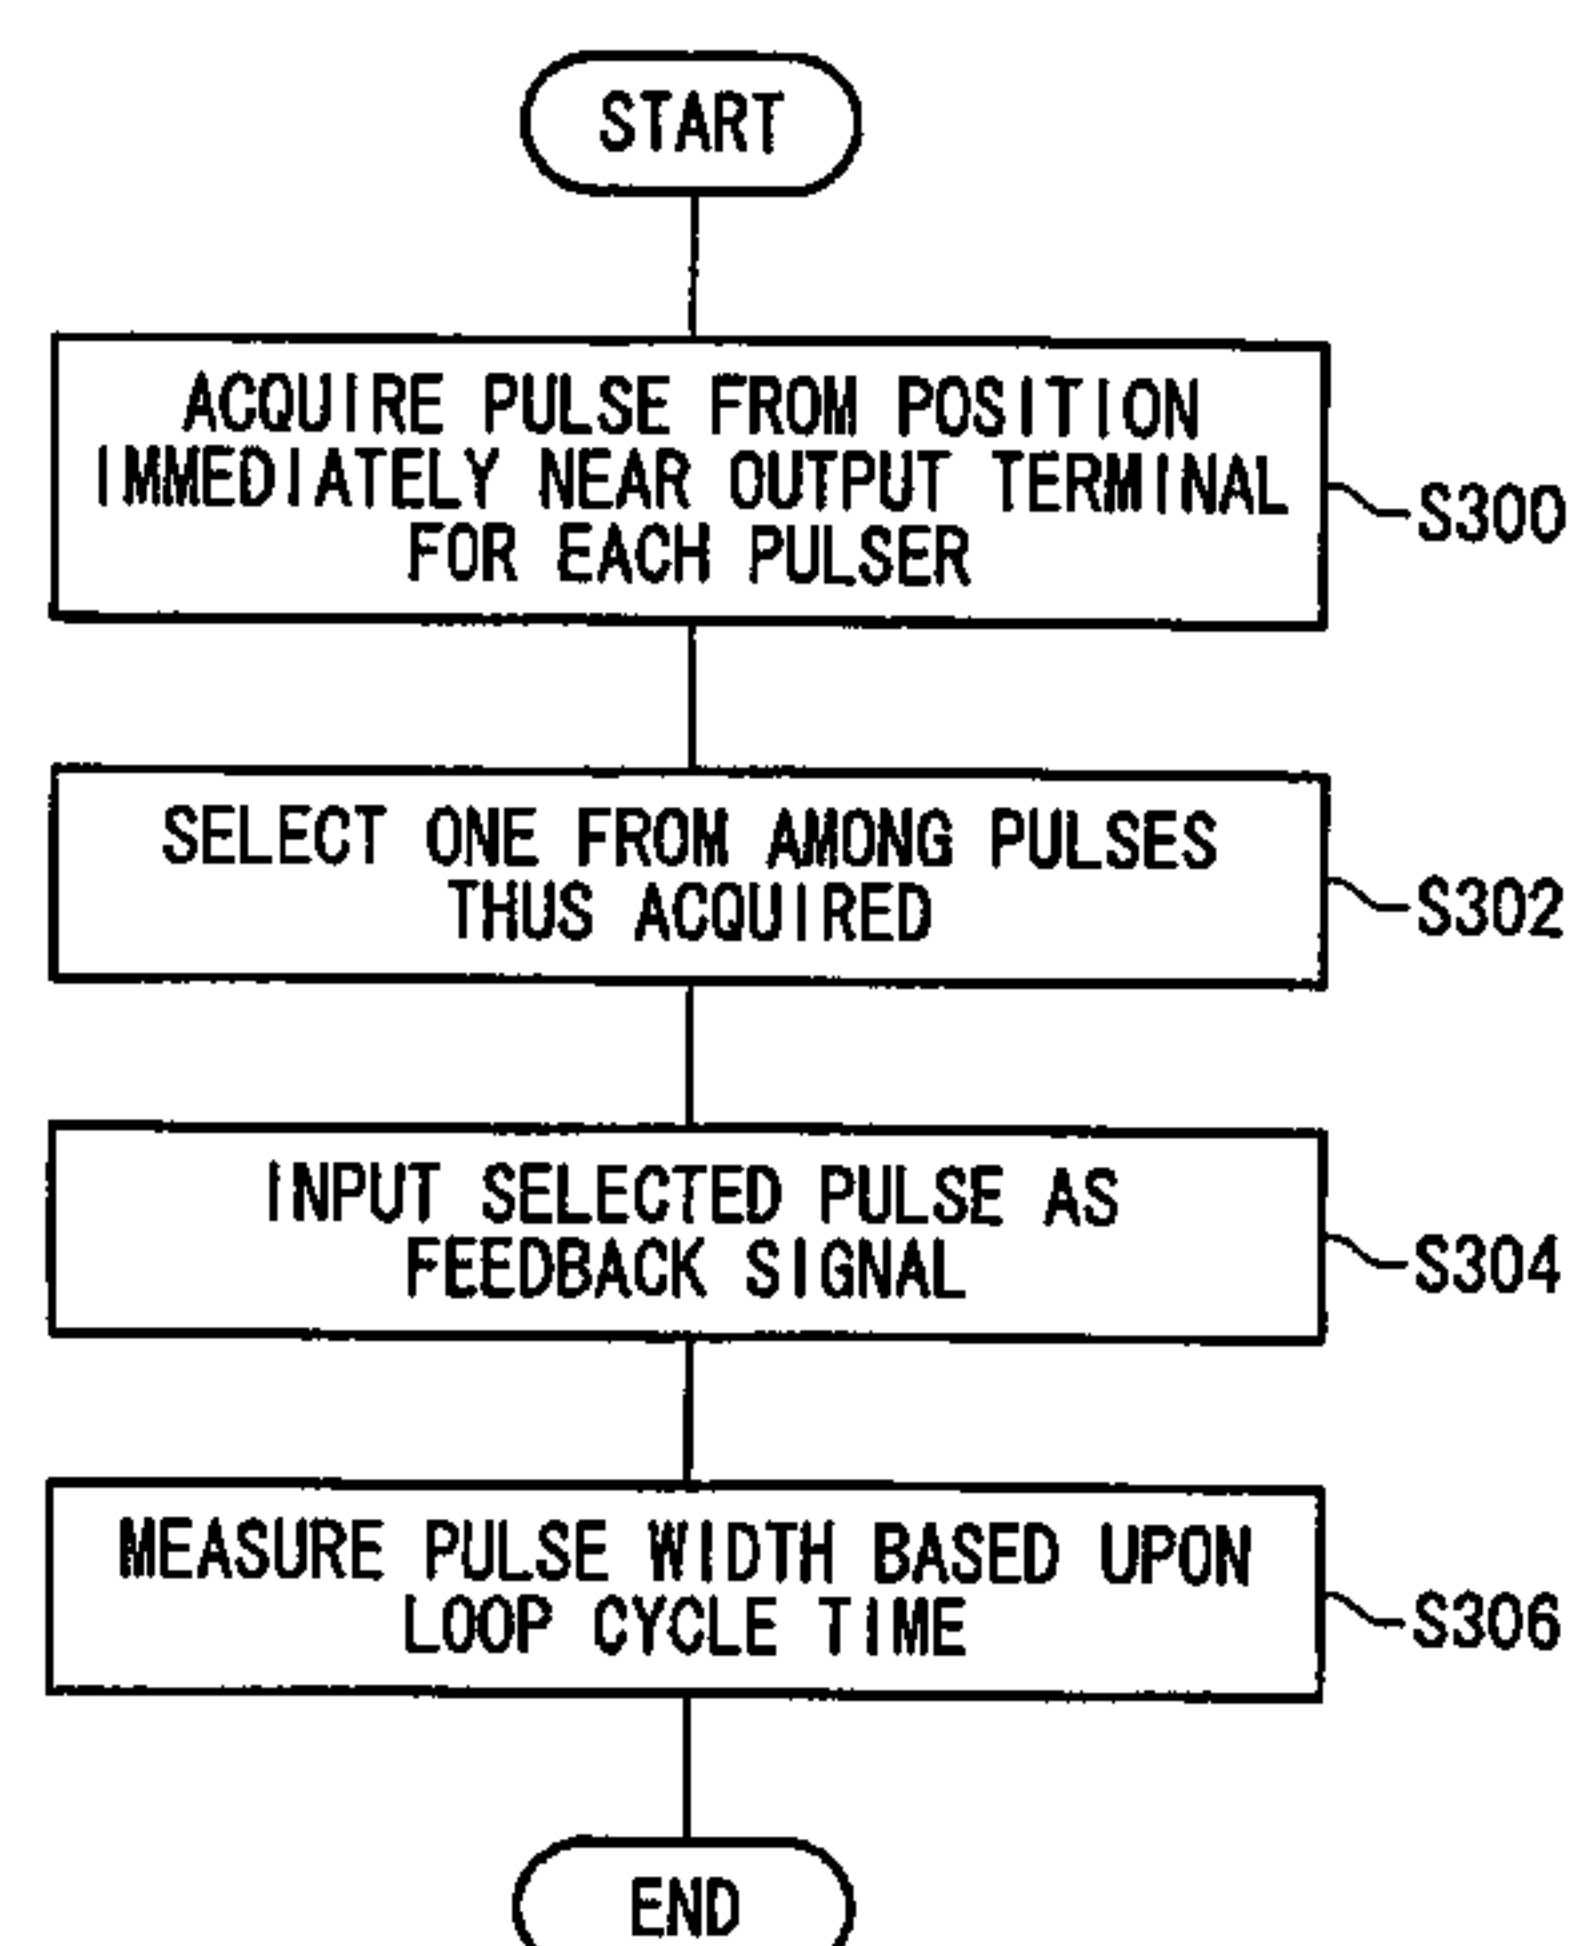 START
ACQUIRE PULSE FROM POSITION
IMMEDIATELY NEAR OUTPUT TERMINAL
FOR EACH PULSER
S300
SELECT ONE FROM AMONG PULSES
THUS ACQUIRED
S302
INPUT SELECTED PULSE AS
FEEDBACK SIGNAL
S304
MEASURE PULSE WIDTH BASED UPON
LOOP CYCLE TIME
S306
END